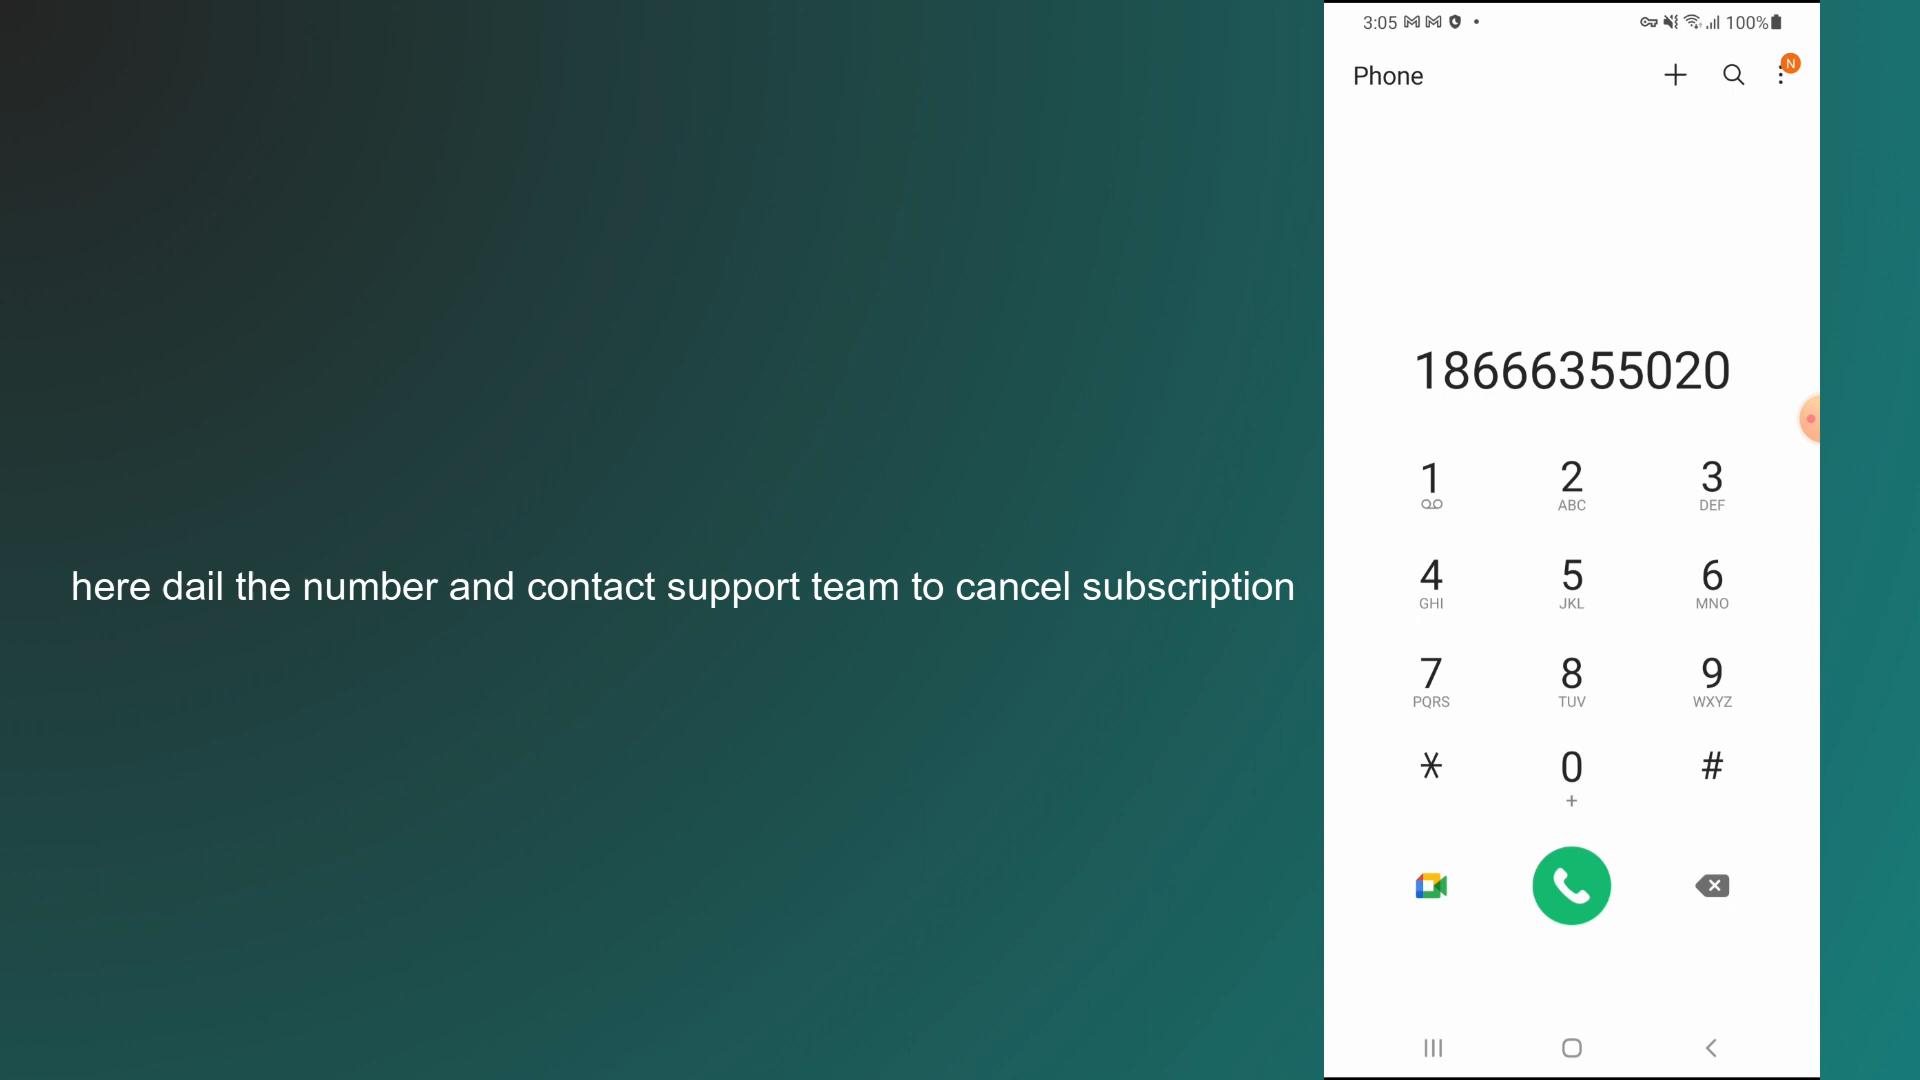 3:05
100%
Phone
N
18666355020
here dail the number and contact support team to cancel subscription
1 2 3
ABC DEF
4 5 6
GHI JKL MNO
7 8 9
PQRS TUV WXYZ
* 0 #
+